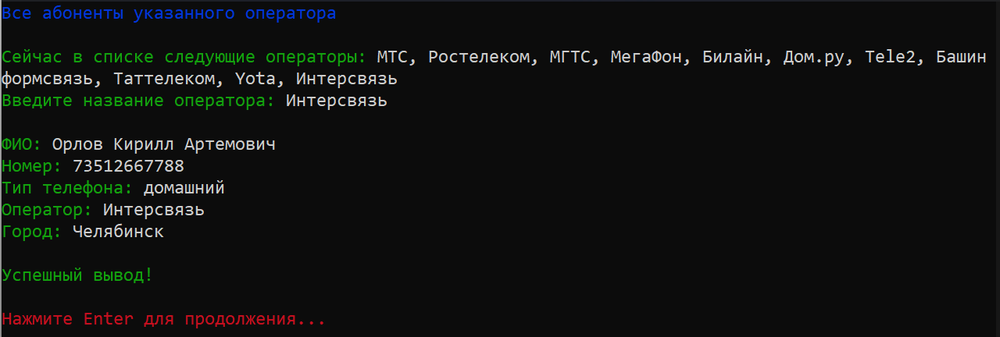 Все абоненты указанного оператора
Сейчас в списке следующие операторы: МТС, Ростелеком, МГТС, МегаФон, Билайн, Дом.ру, Tele2, Башин
формсвязь, Таттелеком, Yota, Интерсвязь
Введите название оператора: Интерсвязь
ФИО: Орлов Кирилл Артемович
Номер: 73512667788
Тип телефона: домашний
Оператор: Интерсвязь
Город: Челябинск
Успешный вывод!
Нажмите Enter для продолжения...